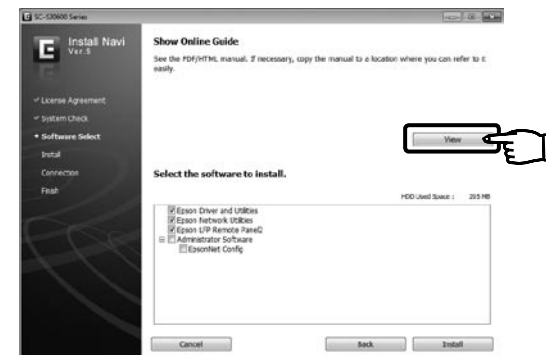 SC-S30600 Series
Install Navi
Ver.5
License Agreement
System Check
Software Select
Install
Connection
Finish
Show Online Guide
See the PDF/HTML manual. If necessary, copy the manual to a location where you can refer to it
easily.
View
Select the software to install.
HDD Used Space : 295 MB
Epson Driver and Utilities
Epson Network Utilities
Epson LFP Remote Panel2
Administrator Software
EpsonNet Config
Cancel
Back
Install